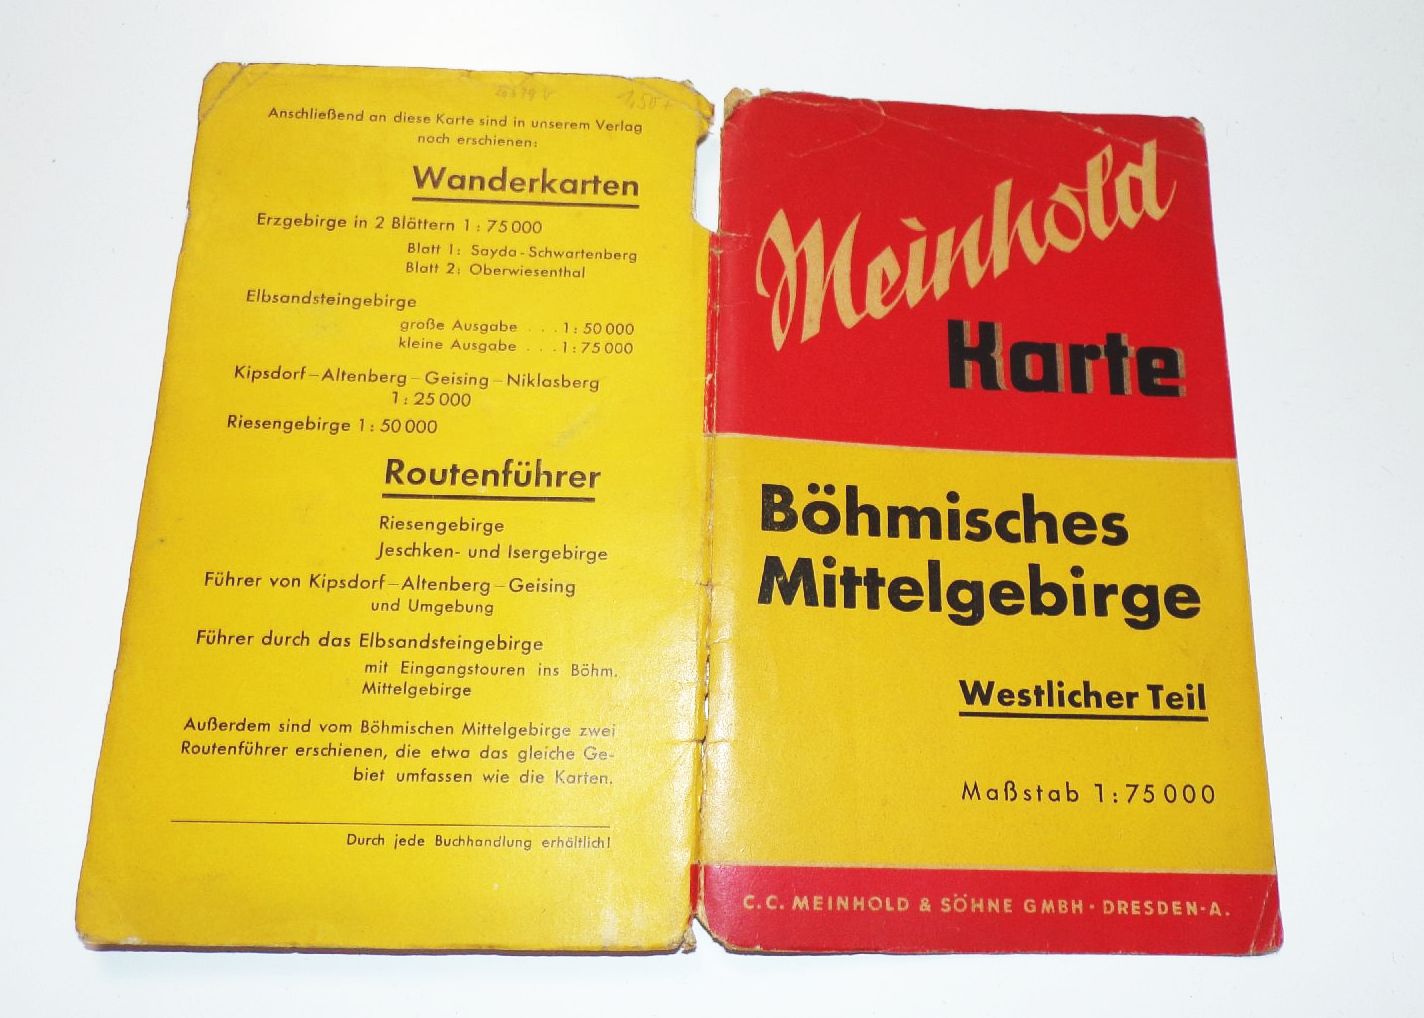 1,50
Anschließend an diese Karte sind in unserem Verlag
noch erschienen:
Wanderkarten
Erzgebirge in 2 Blättern 1 : 75 000
Blatt 1: Sayda - Schwartenberg
Blatt 2: Oberwiesenthal
Elbsandsteingebirge
große Ausgabe . . . 1 : 50 000
kleine Ausgabe . . . 1 : 75 000
Kipsdorf – Altenberg – Geising – Niklasberg
1 : 25 000
Riesengebirge 1 : 50 000
Routenführer
Riesengebirge
Jeschken- und Isergebirge
Führer von Kipsdorf – Altenberg – Geising
und Umgebung
Führer durch das Elbsandsteingebirge
mit Eingangstouren ins Böhm.
Mittelgebirge
Außerdem sind vom Böhmischen Mittelgebirge zwei
Routenführer erschienen, die etwa das gleiche Ge-
biet umfassen wie die Karten.
Durch jede Buchhandlung erhältlich!
Meinhold
Karte
Böhmisches
Mittelgebirge
Westlicher Teil
Maßstab 1 : 75 000
C. C. MEINHOLD & SÖHNE GMBH · DRESDEN-A.